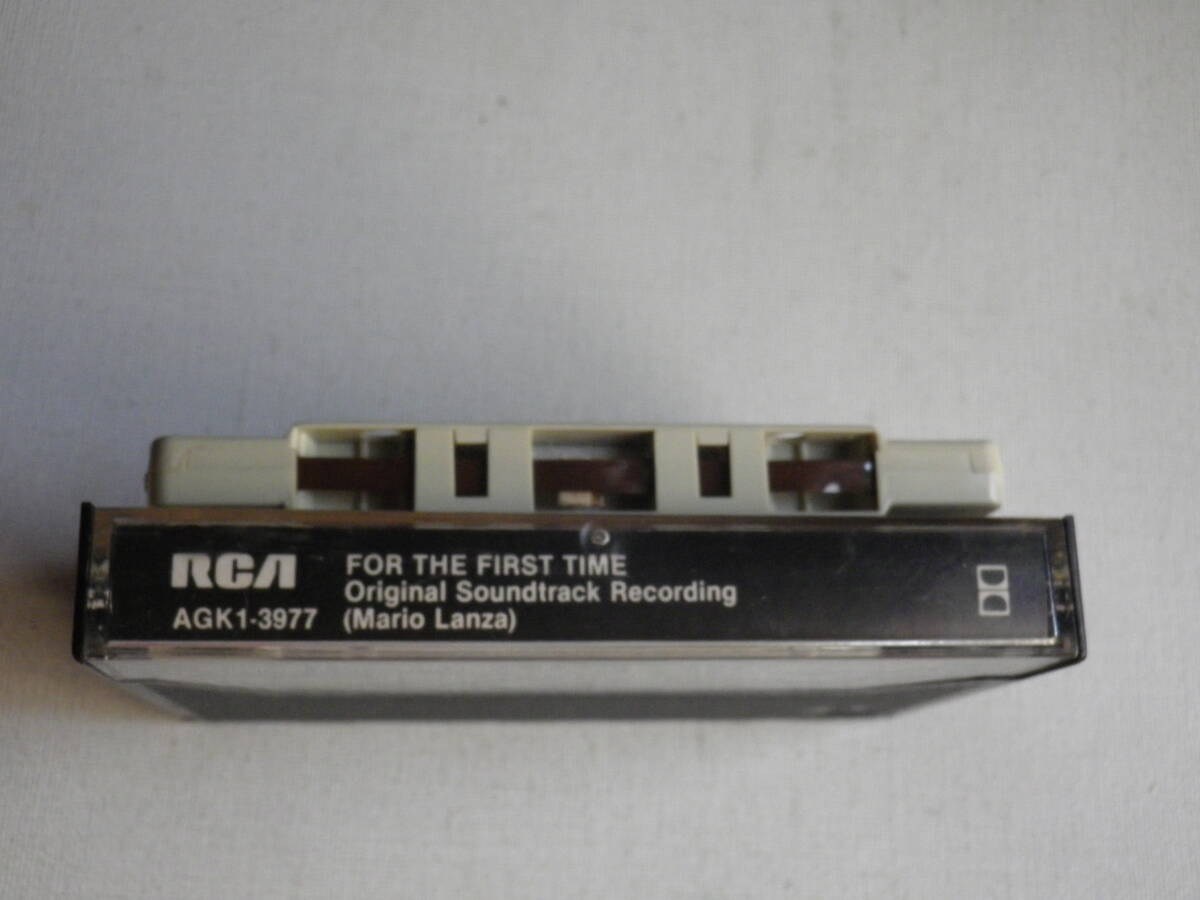 RCA FOR THE FIRST TIME
Original Soundtrack Recording
AGK1-3977 (Mario Lanza)